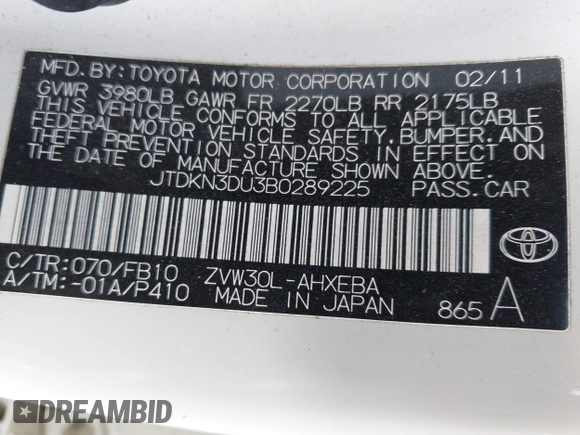 MFD.BY:TOYOTA MOTOR CORPORATION 02/11
GVWR 3980LB GAWR FR 2270LB RR 2175LB
THIS VEHICLE CONFORMS TO ALL APPLICABLE
FEDERAL MOTOR VEHICLE SAFETY, BUMPER, AND
THEFT PREVENTION STANDARDS IN EFFECT ON
THE DATE OF MANUFACTURE SHOWN ABOVE.
JTDKN3DU3B0289225 PASS.CAR
C/TR:070/FB10 ZVW30L-AHXEBA
A/TM:-01A/P410 MADE IN JAPAN 865 A
TOYOTA
DREAMBID